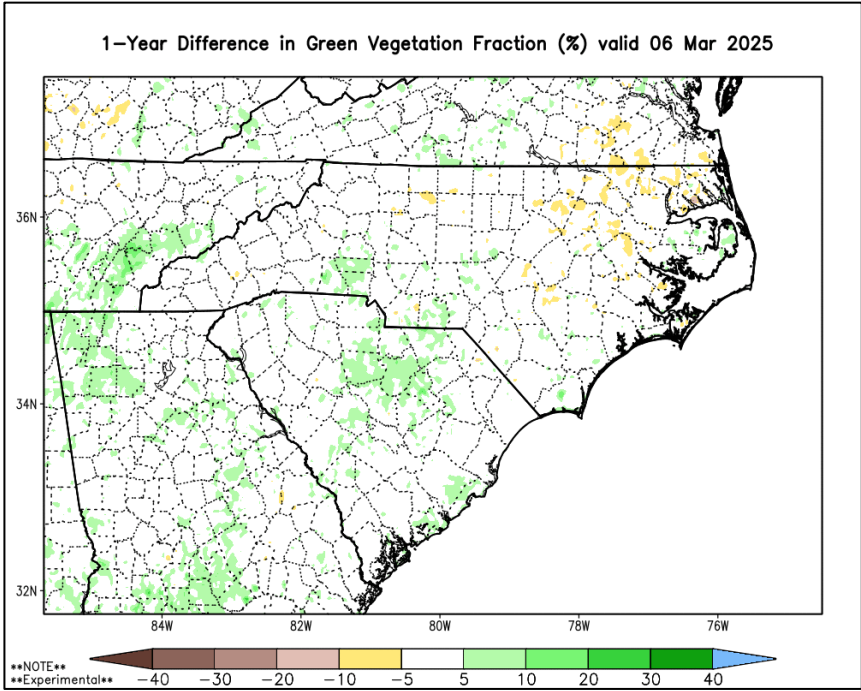 1-Year Difference in Green Vegetation Fraction (%) valid 06 Mar 2025
36N
34N
32N
84W 82W 80W 78W 76W
**NOTE**
**Experimental** -40 -30 -20 -10 -5 5 10 20 30 40